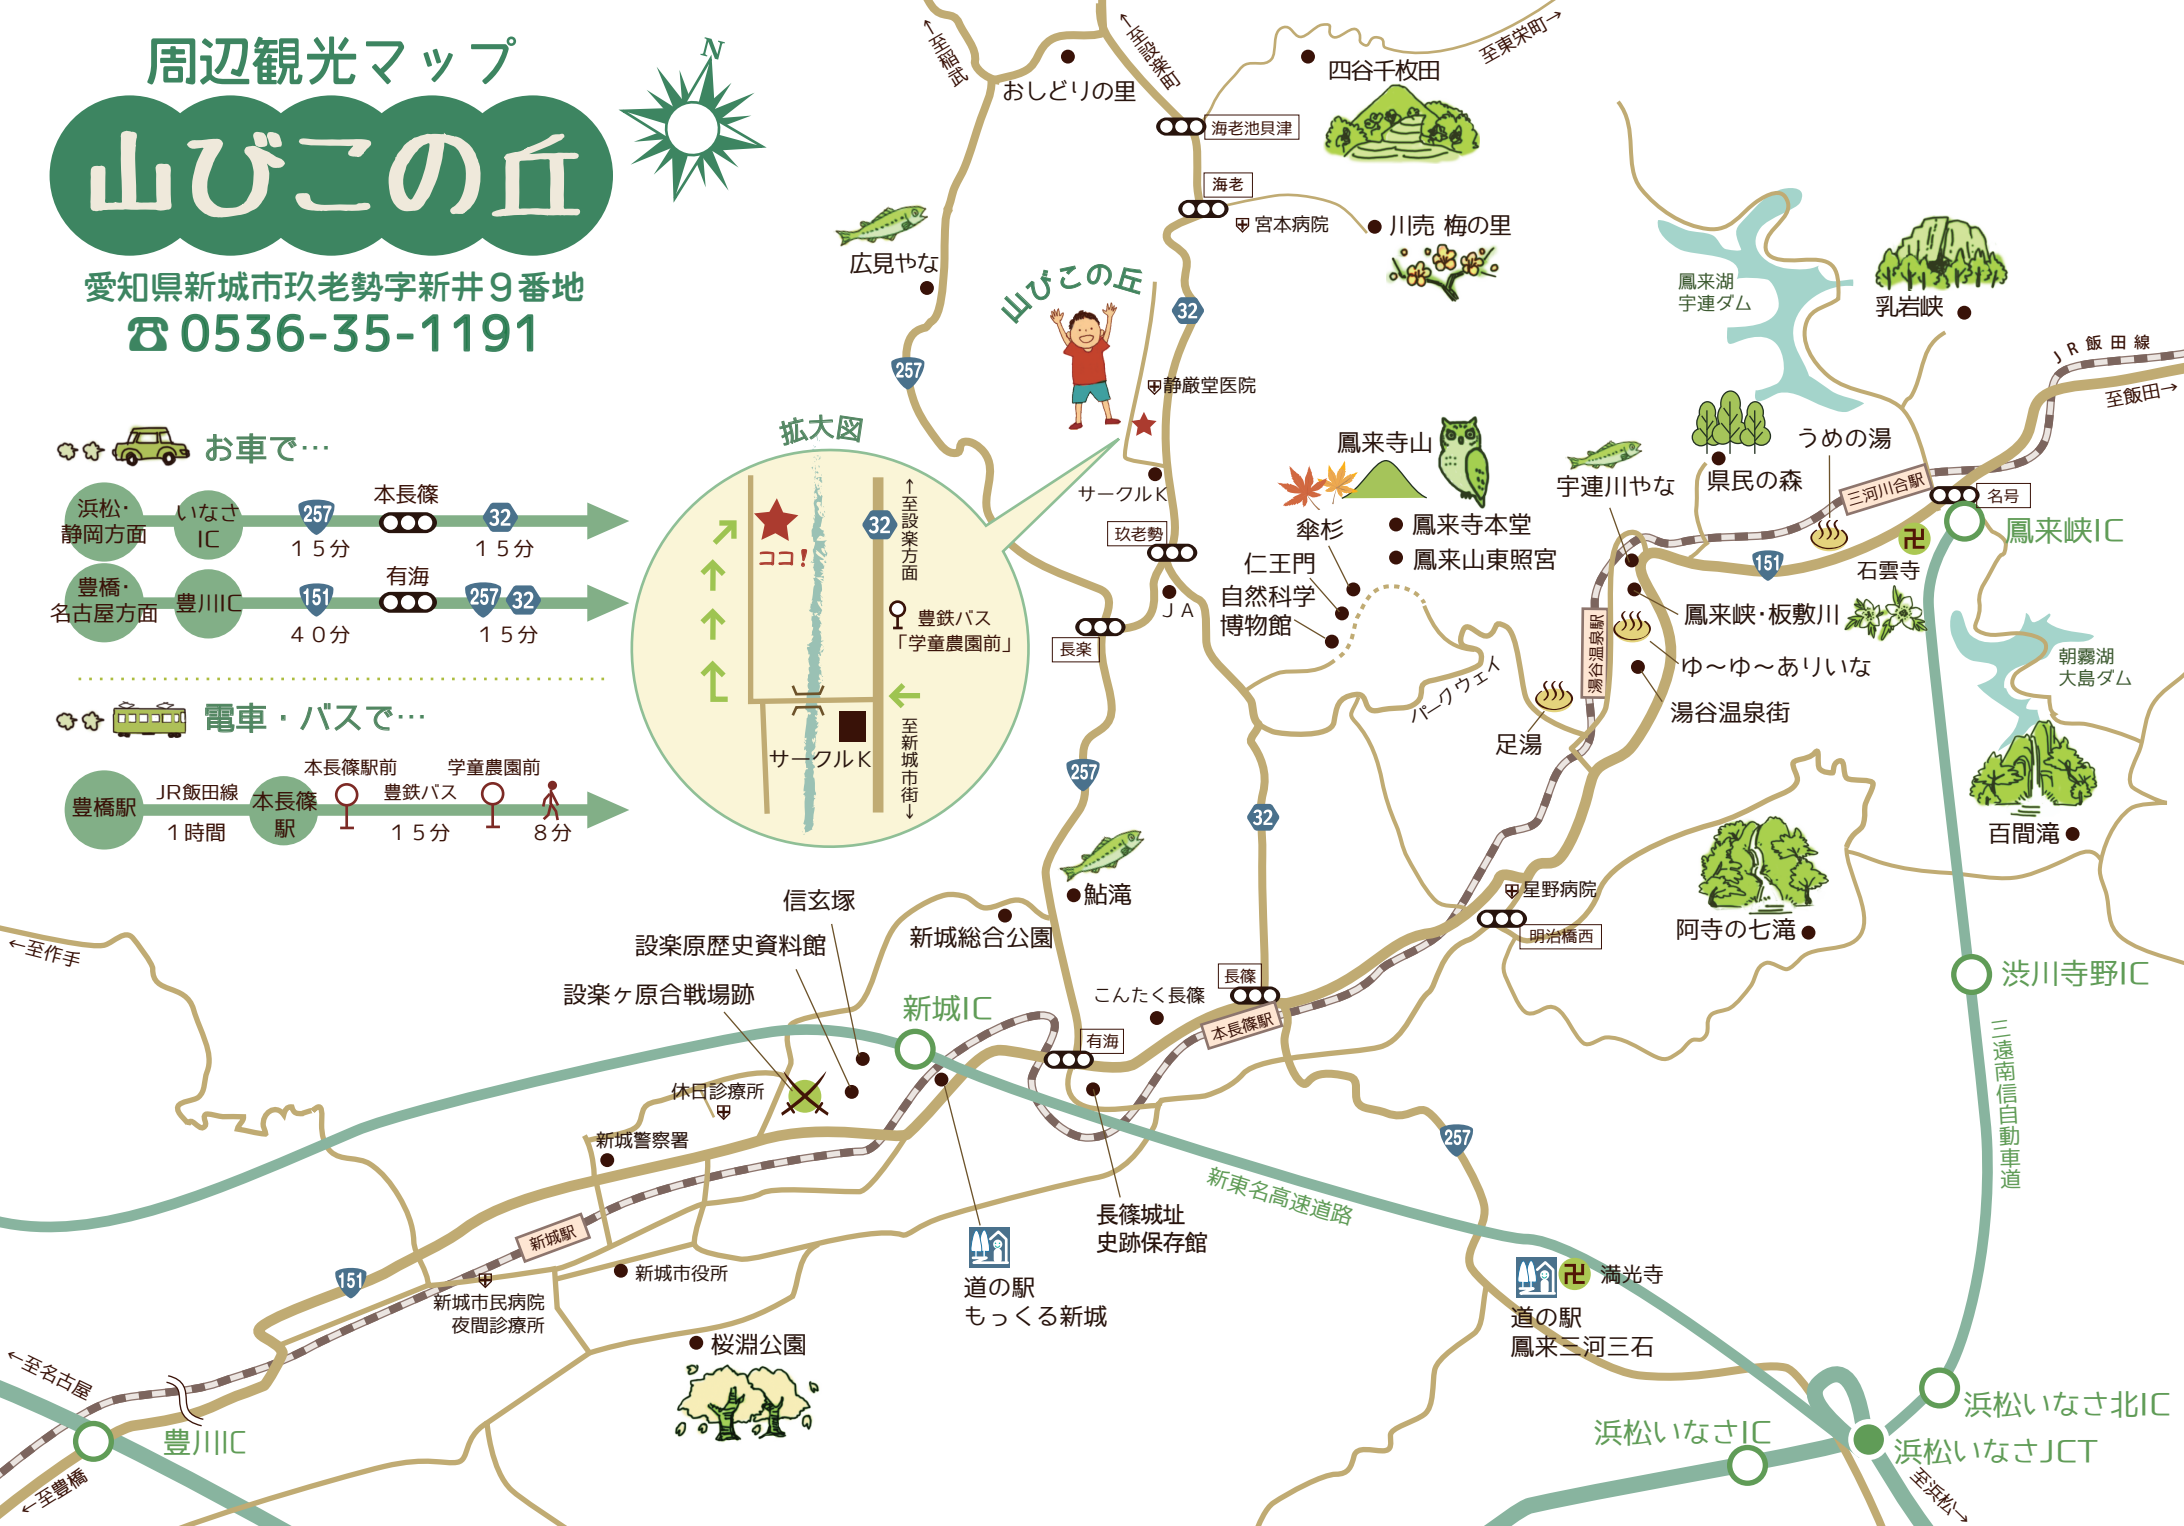 周辺観光マップ
山びこの丘
愛知県新城市玖老勢字新井９番地
☎0536-35-1191
N
お車で…
浜松・
静岡方面
いなさ
IC
257
１５分
本長篠
32
１５分
豊橋・
名古屋方面
豊川IC
151
４０分
有海
257
32
１５分
電車・バスで…
豊橋駅
JR飯田線
１時間
本長篠
駅
本長篠駅前
豊鉄バス
１５分
学童農園前
８分
拡大図
ココ！
32
↑至設楽方面
豊鉄バス
「学童農園前」
サークルＫ
至新城市街↓
←至稲武
おしどりの里
←至設楽町
四谷千枚田
至東栄町→
海老池貝津
海老
宮本病院
川売 梅の里
広見やな
山びこの丘
32
257
静厳堂医院
サークルＫ
玖老勢
ＪＡ
長楽
鳳来寺山
傘杉
鳳来寺本堂
仁王門
鳳来山東照宮
自然科学
博物館
パークウェイ
鳳来湖
宇連ダム
乳岩峡
ＪＲ飯田線
至飯田→
県民の森
うめの湯
宇連川やな
三河川合駅
名号
鳳来峡IC
151
石雲寺
鳳来峡・板敷川
湯谷温泉駅
ゆ～ゆ～ありいな
湯谷温泉街
足湯
朝霧湖
大島ダム
百間滝
257
32
鮎滝
星野病院
明治橋西
阿寺の七滝
渋川寺野IC
三遠南信自動車道
←至作手
信玄塚
設楽原歴史資料館
設楽ヶ原合戦場跡
新城総合公園
新城IC
こんたく長篠
長篠
本長篠駅
有海
休日診療所
新城警察署
257
新東名高速道路
長篠城址
史跡保存館
新城駅
新城市役所
道の駅
もっくる新城
151
新城市民病院
夜間診療所
桜淵公園
満光寺
道の駅
鳳来三河三石
←至名古屋
豊川IC
←至豊橋
浜松いなさ北IC
浜松いなさIC
浜松いなさJCT
至浜松→